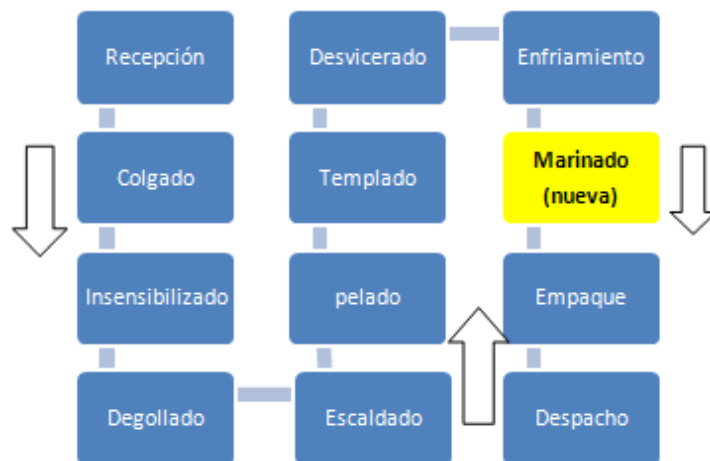 Recepción
Colgado
Insensibilizado
Degollado
Escaldado
pelado
Templado
Desvicerado
Enfriamiento
Marinado
(nueva)
Empaque
Despacho